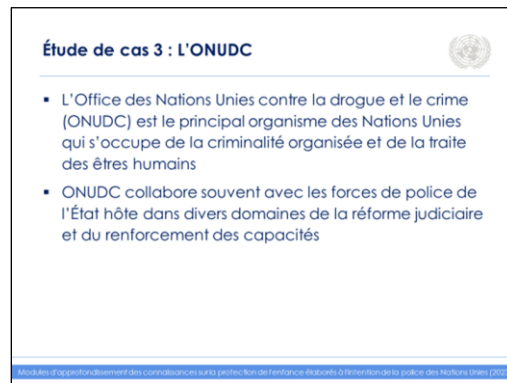 Étude de cas 3 : L’ONUDC
▪ L’Office des Nations Unies contre la drogue et le crime
(ONUDC) est le principal organisme des Nations Unies
qui s’occupe de la criminalité organisée et de la traite
des êtres humains
▪ ONUDC collabore souvent avec les forces de police de
l’État hôte dans divers domaines de la réforme judiciaire
et du renforcement des capacités
Modules d’approfondissement des connaissances sur la protection de l’enfance élaborés à l’intention de la police des Nations Unies